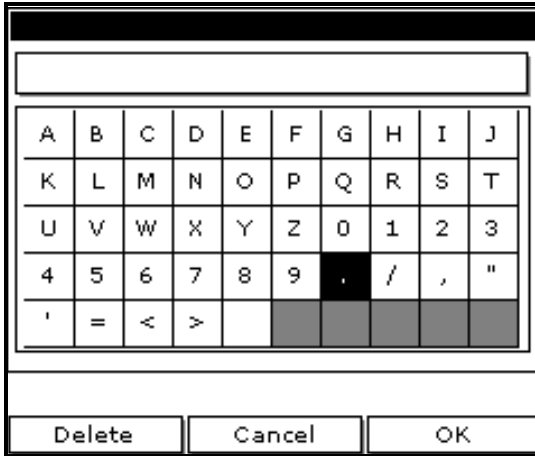 A B C D E F G H I J
K L M N O P Q R S T
U V W X Y Z 0 1 2 3
4 5 6 7 8 9 . / , "
' = < >
Delete Cancel OK